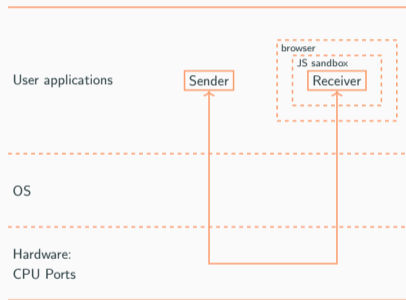 browser
JS sandbox
User applications
Sender
Receiver
OS
Hardware:
CPU Ports